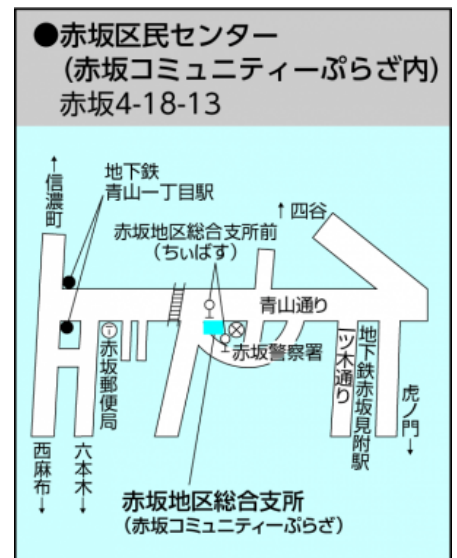 ●赤坂区民センター
（赤坂コミュニティーぷらざ内）
赤坂4-18-13
↑信濃町
地下鉄
青山一丁目駅
↑四谷
赤坂地区総合支所前
（ちぃばす）
青山通り
〒赤坂郵便局
赤坂警察署
一ツ木通り
地下鉄赤坂見附駅
虎ノ門→
西麻布→
六本木→
赤坂地区総合支所
（赤坂コミュニティーぷらざ）